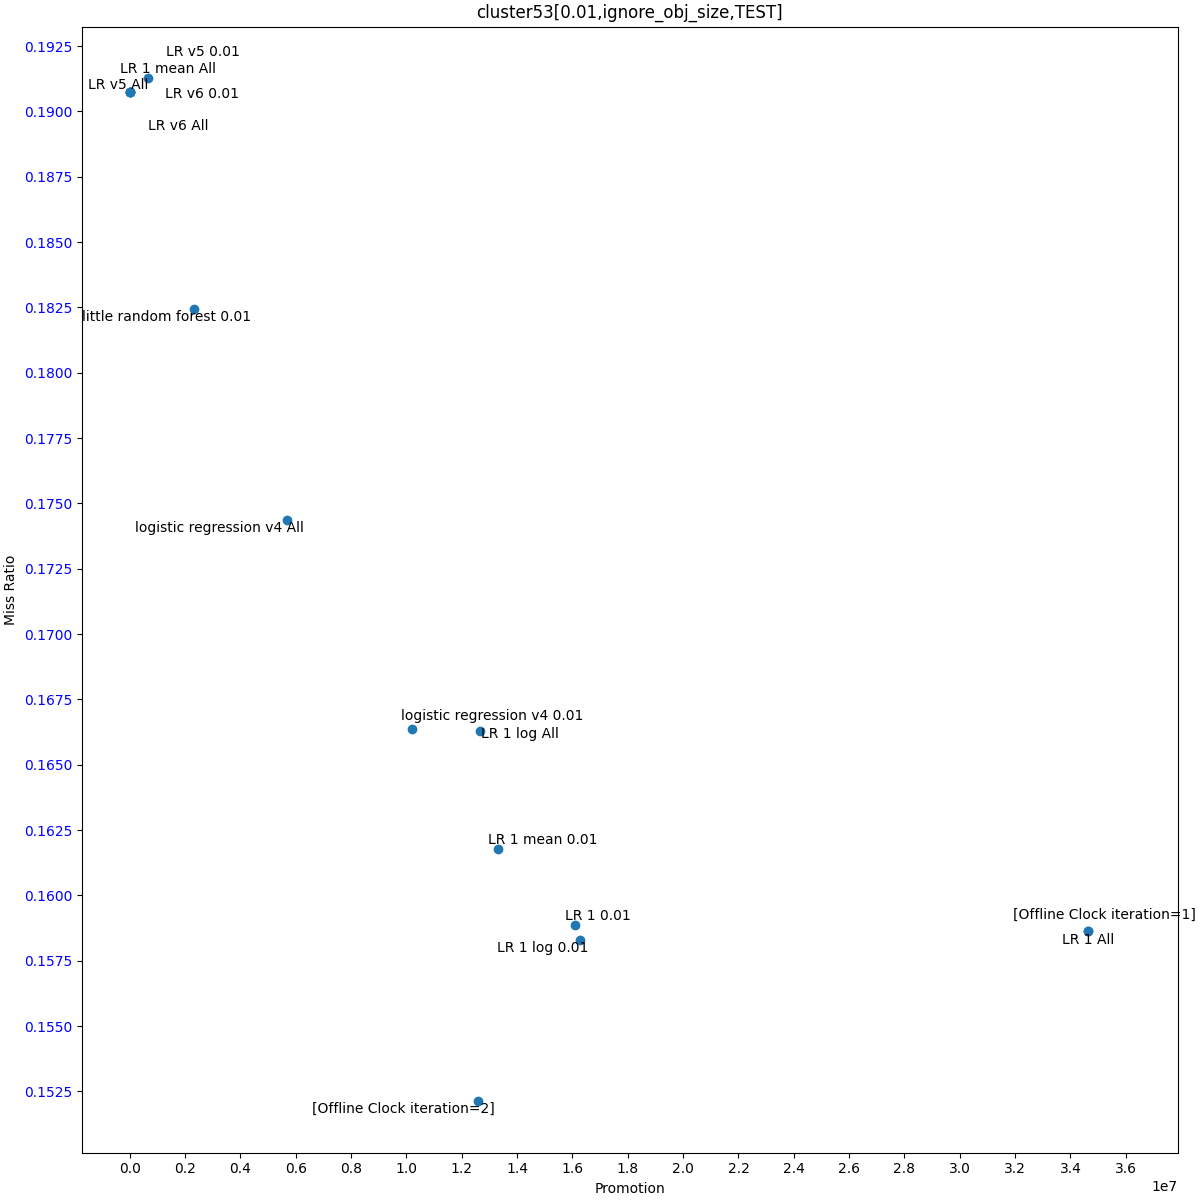 cluster53[0.01,ignore_obj_size,TEST]
0.1925
LR v5 0.01
LR 1 mean All
LR v5 All
LR v6 0.01
0.1900
LR v6 All
0.1875
0.1850
0.1825
little random forest 0.01
0.1800
0.1775
0.1750
logistic regression v4 All
0.1725
Miss Ratio
0.1700
0.1675
logistic regression v4 0.01
LR 1 log All
0.1650
0.1625
LR 1 mean 0.01
0.1600
LR 1 0.01
[Offline Clock iteration=1]
LR 1 All
LR 1 log 0.01
0.1575
0.1550
0.1525
[Offline Clock iteration=2]
0.0 0.2 0.4 0.6 0.8 1.0 1.2 1.4 1.6 1.8 2.0 2.2 2.4 2.6 2.8 3.0 3.2 3.4 3.6
1e7
Promotion